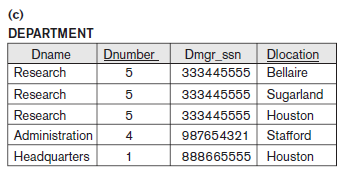 (c)
DEPARTMENT
Dname Dnumber Dmgr_ssn Dlocation
Research 5 333445555 Bellaire
Research 5 333445555 Sugarland
Research 5 333445555 Houston
Administration 4 987654321 Stafford
Headquarters 1 888665555 Houston